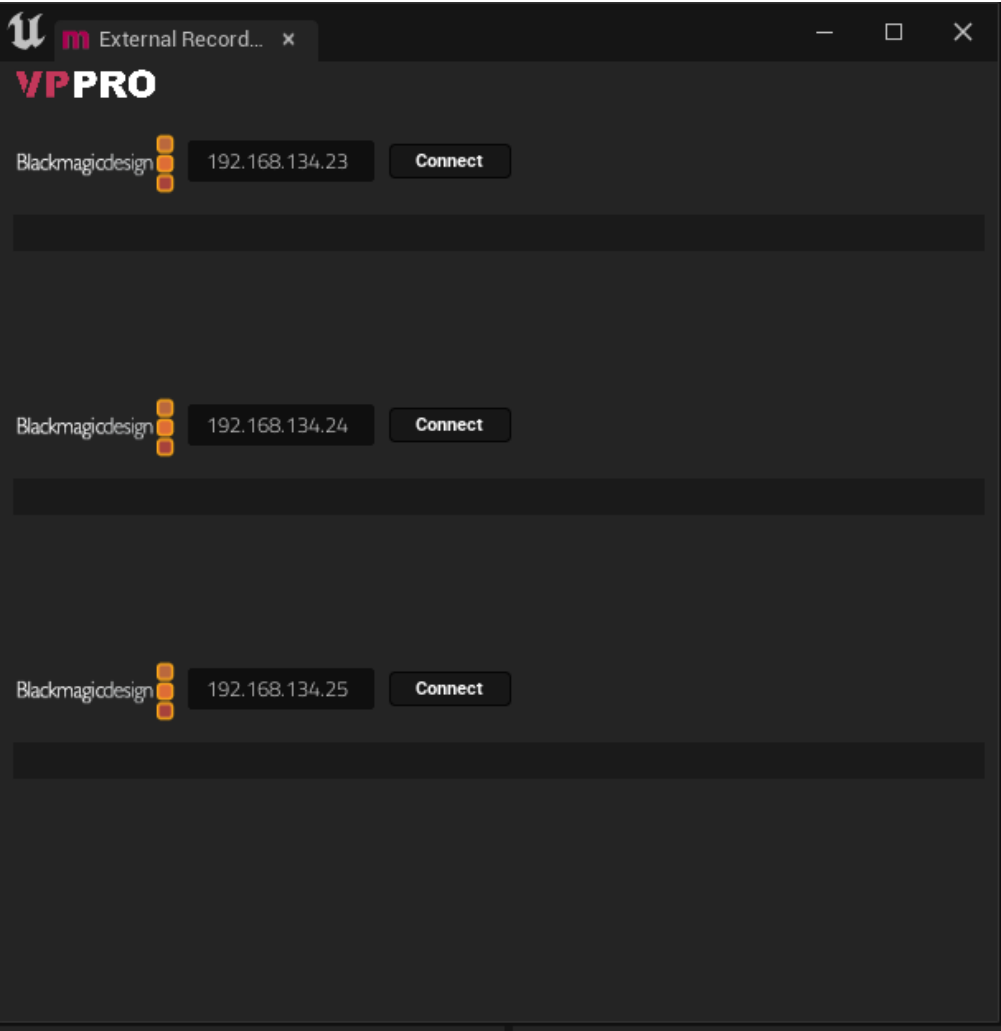 External Record...
VPPRO
Blackmagicdesign 192.168.134.23 Connect
Blackmagicdesign 192.168.134.24 Connect
Blackmagicdesign 192.168.134.25 Connect